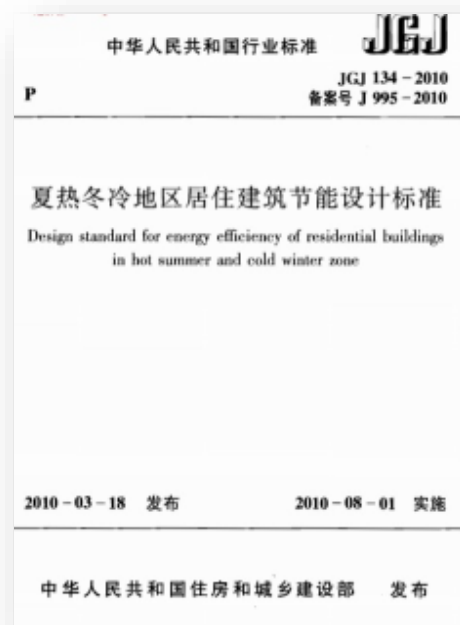 中华人民共和国行业标准
JGJ
JGJ 134-2010
P
备案号 J 995-2010
夏热冬冷地区居住建筑节能设计标准
Design standard for energy efficiency of residential buildings
in hot summer and cold winter zone
2010-03-18 发布 2010-08-01 实施
中华人民共和国住房和城乡建设部 发布